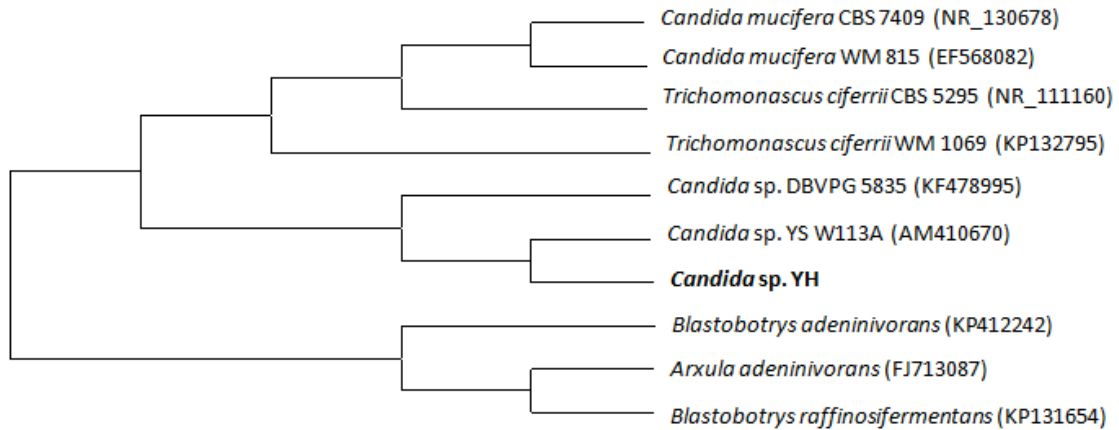 Candida mucifera CBS 7409 (NR_130678)
Candida mucifera WM 815 (EF568082)
Trichomonascus ciferrii CBS 5295 (NR_111160)
Trichomonascus ciferrii WM 1069 (KP132795)
Candida sp. DBVPG 5835 (KF478995)
Candida sp. YS W113A (AM410670)
Candida sp. YH
Blastobotrys adeninivorans (KP412242)
Arxula adeninivorans (FJ713087)
Blastobotrys raffinosifermentans (KP131654)